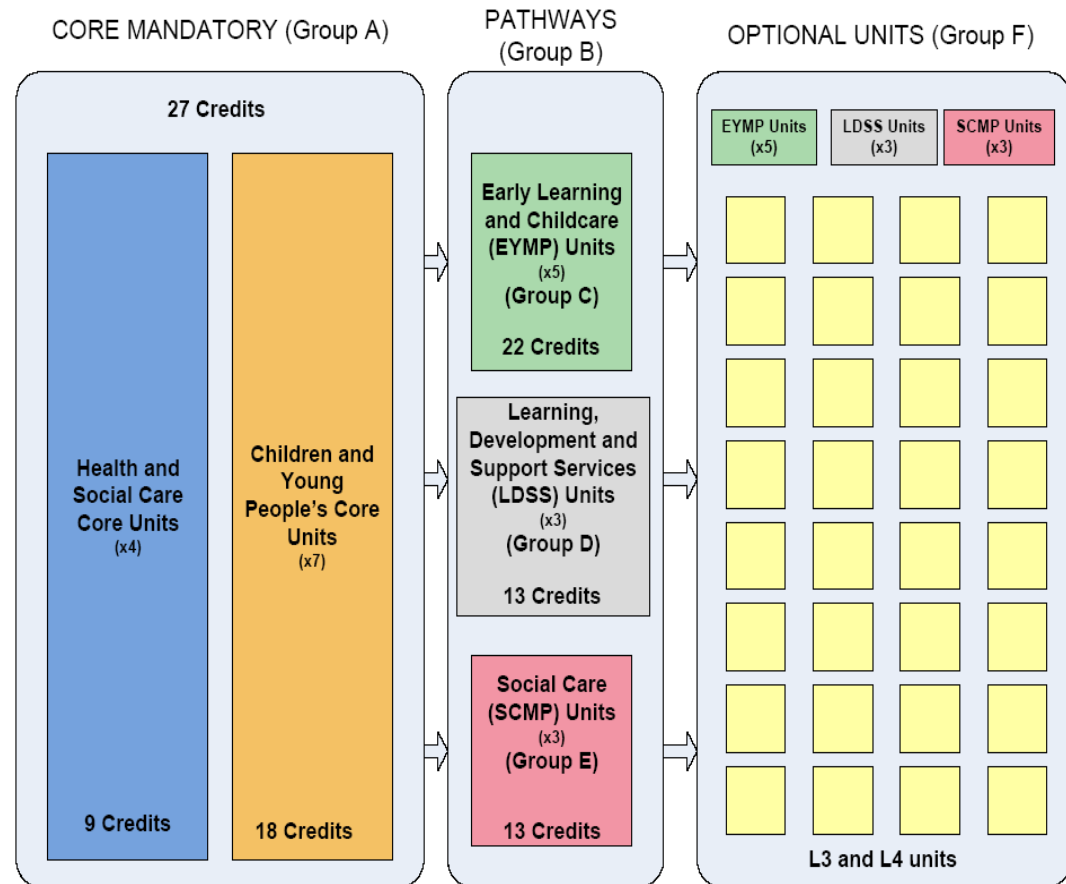 CORE MANDATORY (Group A)
27 Credits
Health and
Social Care
Core Units
(x4)
9 Credits
Children and
Young
People's Core
Units
(x7)
18 Credits
PATHWAYS
(Group B)
Early Learning
and Childcare
(EYMP) Units
(x5)
(Group C)
22 Credits
Learning,
Development and
Support Services
(LDSS) Units
(x3)
(Group D)
13 Credits
Social Care
(SCMP) Units
(x3)
(Group E)
13 Credits
OPTIONAL UNITS (Group F)
EYMP Units
(x5)
LDSS Units
(x3)
SCMP Units
(x3)
L3 and L4 units